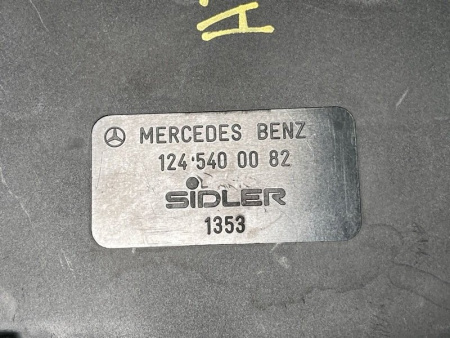 MERCEDES BENZ
124 540 00 82
SiDLER
1353